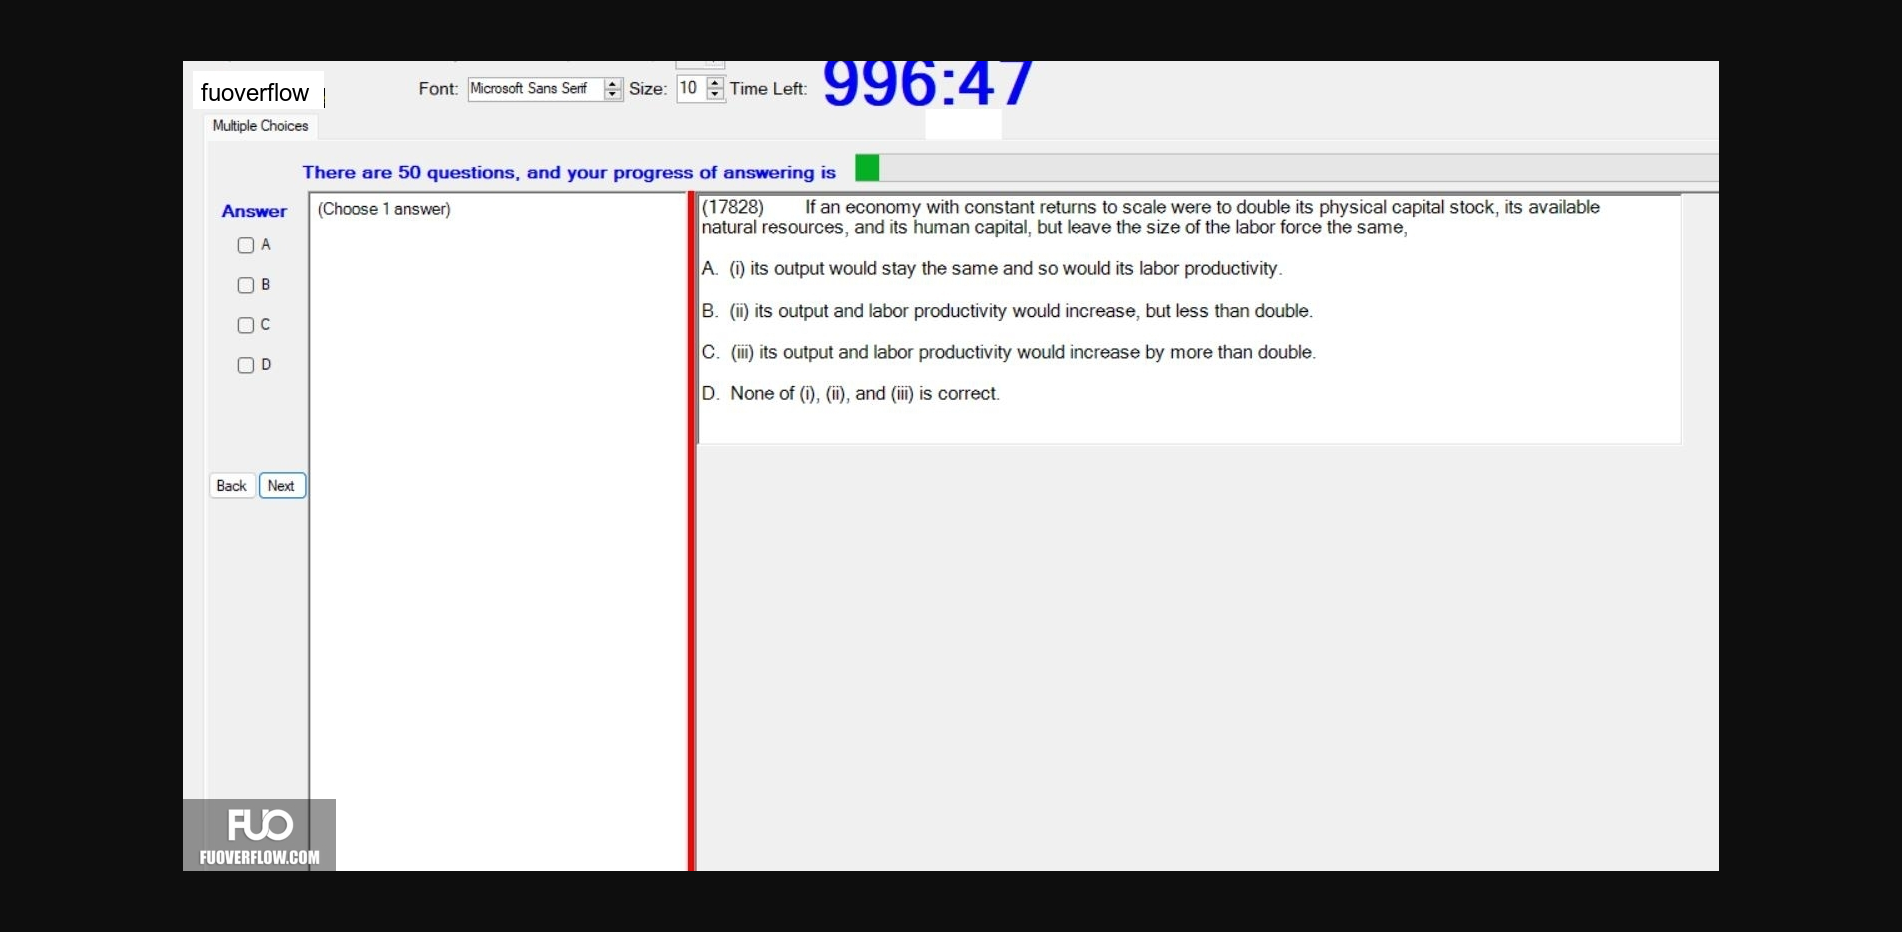 fuoverflow
Font: Microsoft Sans Serif Size: 10 Time Left: 996:47
Multiple Choices
There are 50 questions, and your progress of answering is
Answer
A
B
C
D
Back Next
(Choose 1 answer)
(17828) If an economy with constant returns to scale were to double its physical capital stock, its available
natural resources, and its human capital, but leave the size of the labor force the same,
A. (i) its output would stay the same and so would its labor productivity.
B. (ii) its output and labor productivity would increase, but less than double.
C. (iii) its output and labor productivity would increase by more than double.
D. None of (i), (ii), and (iii) is correct.
FUO
FUOVERFLOW.COM